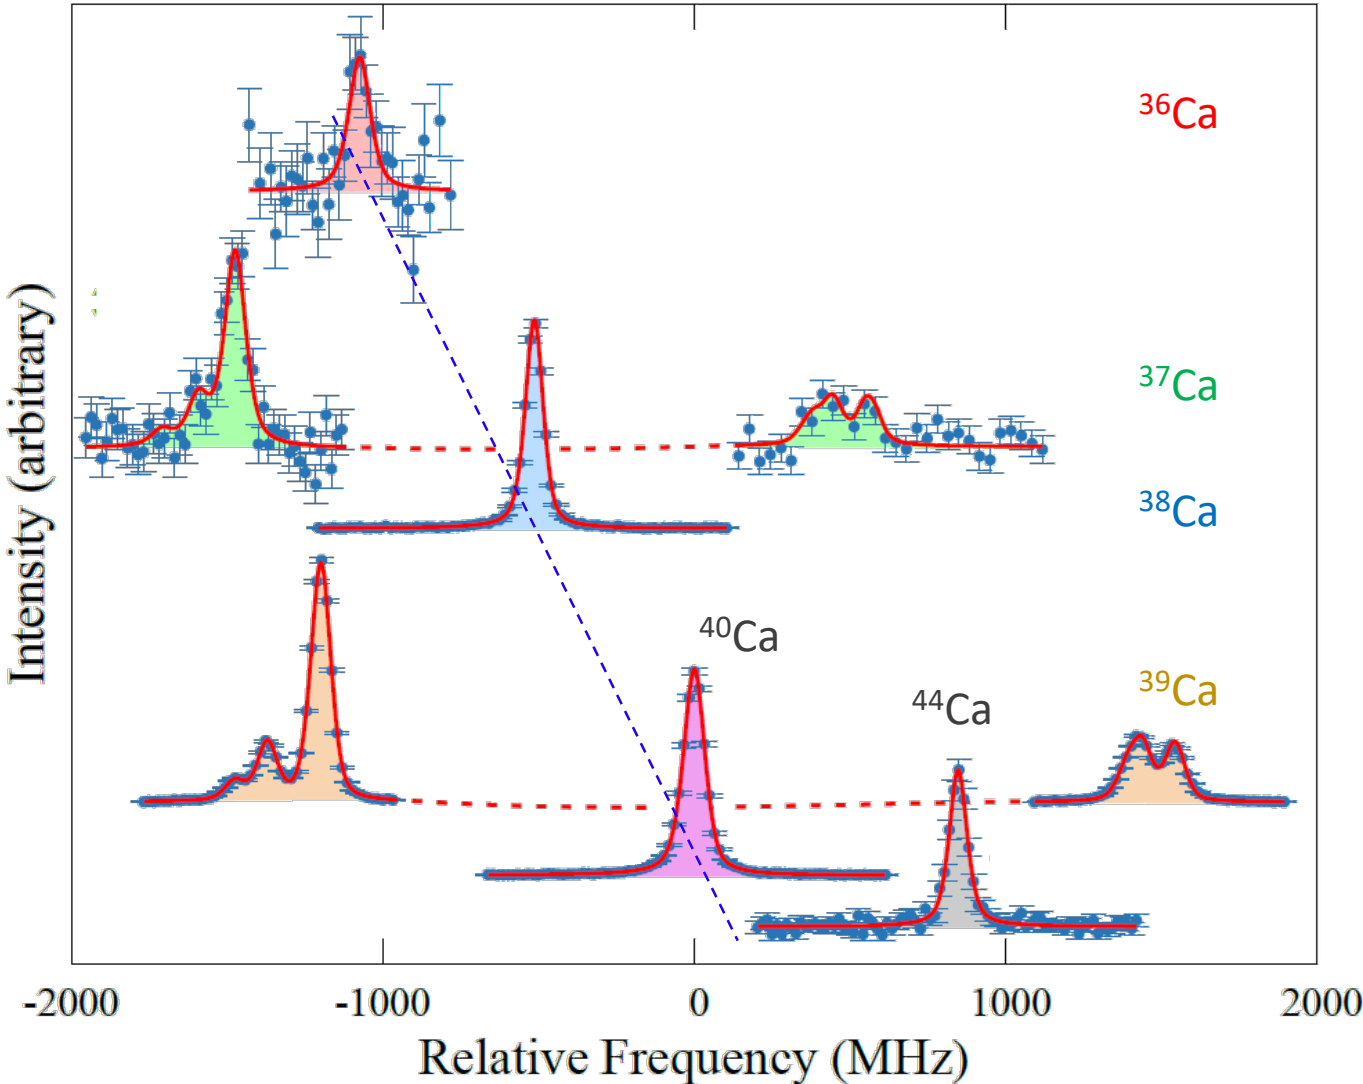 ³⁶Ca
³⁷Ca
³⁸Ca
⁴⁰Ca
³⁹Ca
⁴⁴Ca
Intensity (arbitrary)
-2000 -1000 0 1000 2000
Relative Frequency (MHz)